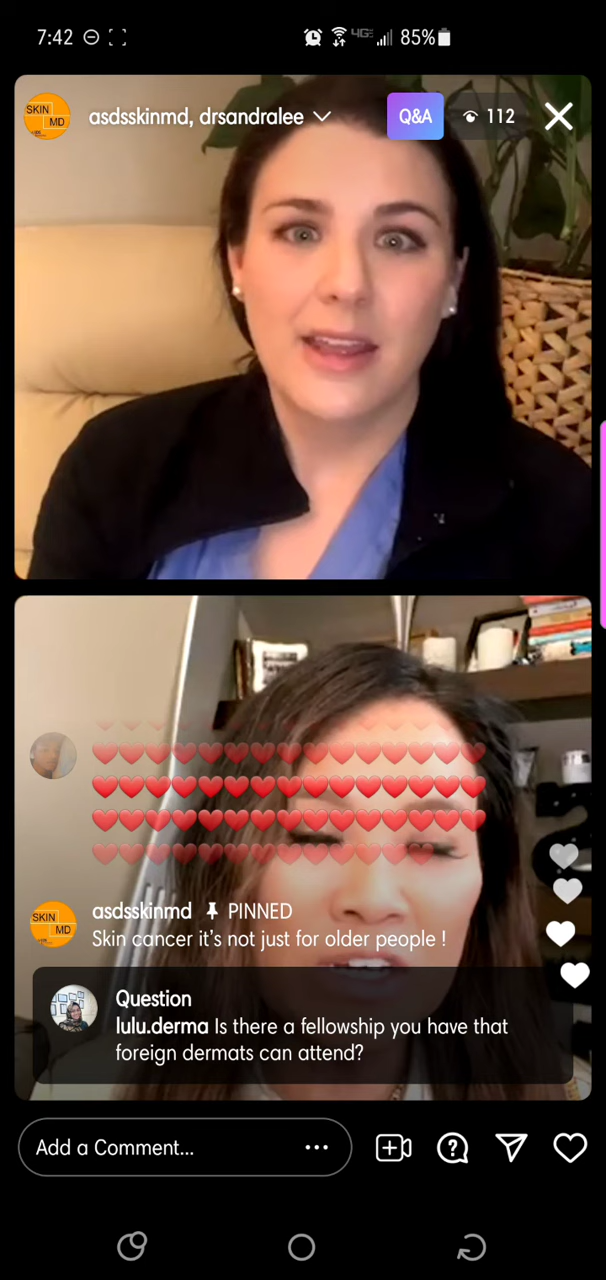 7:42
4GE
85%
SKIN
MD
asdsskinmd, drsandralee
Q&A
112
asdsskinmd PINNED
SKIN
MD
Skin cancer it's not just for older people !
Question
lulu.derma Is there a fellowship you have that
foreign dermats can attend?
Add a Comment...